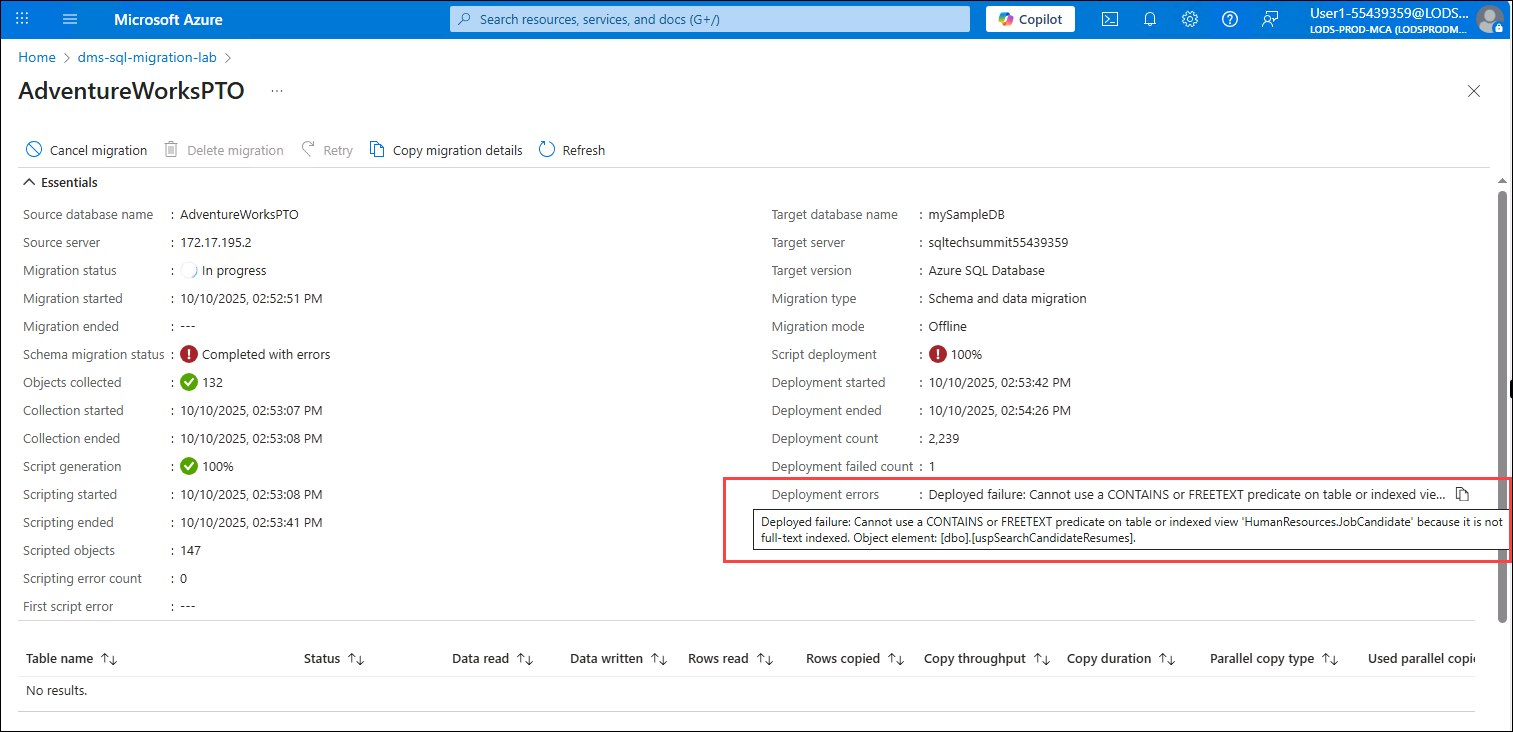 Microsoft Azure
Search resources, services, and docs (G+/)
Copilot
User1-55439359@LODS...
LODS-PROD-MCA (LODSPRODM...
Home > dms-sql-migration-lab >
AdventureWorksPTO ...
Cancel migration Delete migration Retry Copy migration details Refresh
Essentials
Source database name : AdventureWorksPTO
Source server : 172.17.195.2
Migration status : In progress
Migration started : 10/10/2025, 02:52:51 PM
Migration ended : ---
Schema migration status : Completed with errors
Objects collected : 132
Collection started : 10/10/2025, 02:53:07 PM
Collection ended : 10/10/2025, 02:53:08 PM
Script generation : 100%
Scripting started : 10/10/2025, 02:53:08 PM
Scripting ended : 10/10/2025, 02:53:41 PM
Scripted objects : 147
Scripting error count : 0
First script error : ---
Target database name : mySampleDB
Target server : sqltechsummit55439359
Target version : Azure SQL Database
Migration type : Schema and data migration
Migration mode : Offline
Script deployment : 100%
Deployment started : 10/10/2025, 02:53:42 PM
Deployment ended : 10/10/2025, 02:54:26 PM
Deployment count : 2,239
Deployment failed count : 1
Deployment errors : Deployed failure: Cannot use a CONTAINS or FREETEXT predicate on table or indexed vie...
Deployed failure: Cannot use a CONTAINS or FREETEXT predicate on table or indexed view 'HumanResources.JobCandidate' because it is not
full-text indexed. Object element: [dbo].[uspSearchCandidateResumes].
Table name Status Data read Data written Rows read Rows copied Copy throughput Copy duration Parallel copy type Used parallel copi
No results.